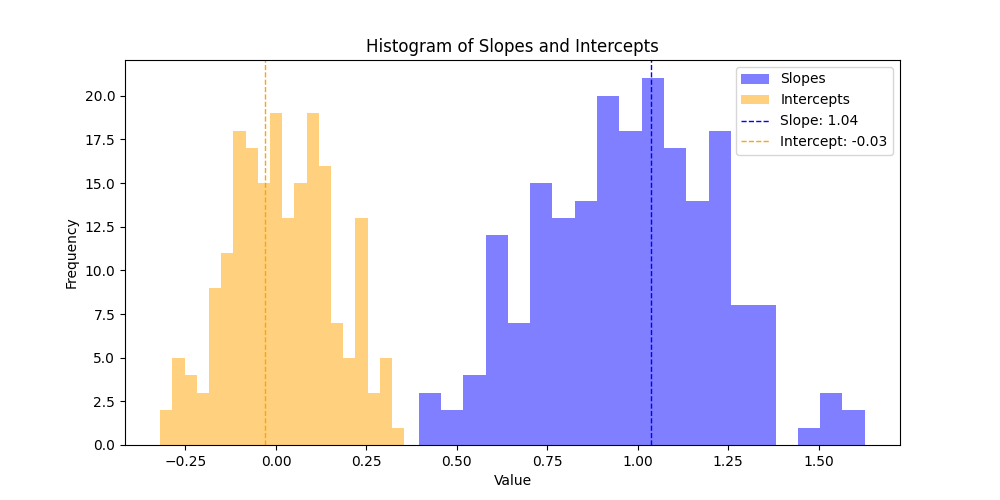 Histogram of Slopes and Intercepts
Slopes
Intercepts
Slope: 1.04
Intercept: -0.03
Frequency
20.0
17.5
15.0
12.5
10.0
7.5
5.0
2.5
0.0
−0.25 0.00 0.25 0.50 0.75 1.00 1.25 1.50
Value